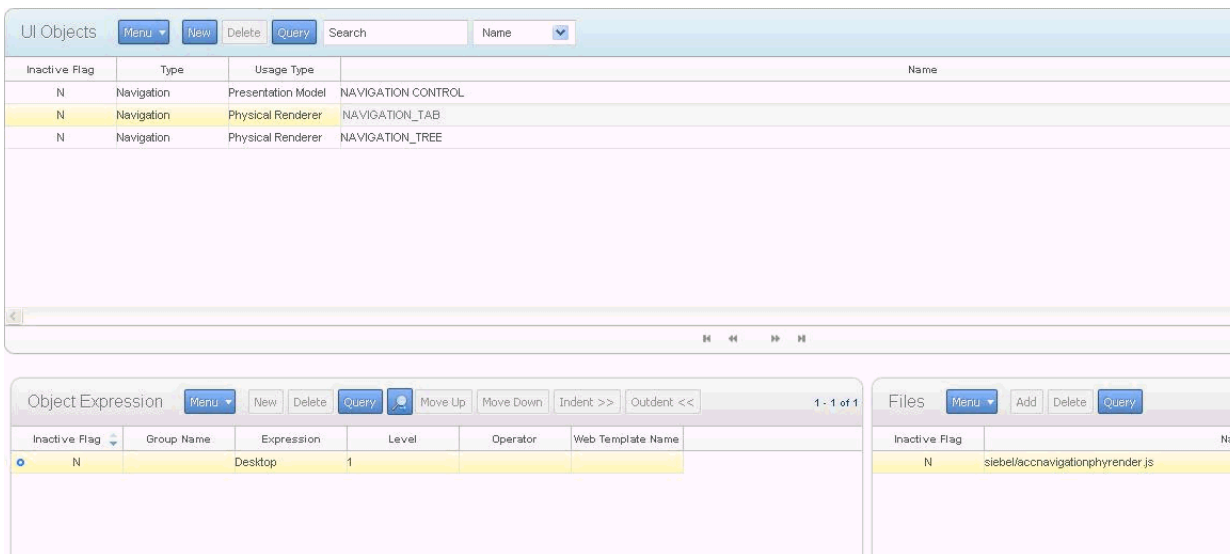 UI Objects Menu New Delete Query Search Name
Inactive Flag Type Usage Type Name
N Navigation Presentation Model NAVIGATION CONTROL
N Navigation Physical Renderer NAVIGATION_TAB
N Navigation Physical Renderer NAVIGATION_TREE
Object Expression Menu New Delete Query Move Up Move Down Indent >> Outdent << 1 - 1 of 1
Inactive Flag Group Name Expression Level Operator Web Template Name
N Desktop 1
Files Menu Add Delete Query
Inactive Flag Na
N siebel/accnavigationphyrender.js